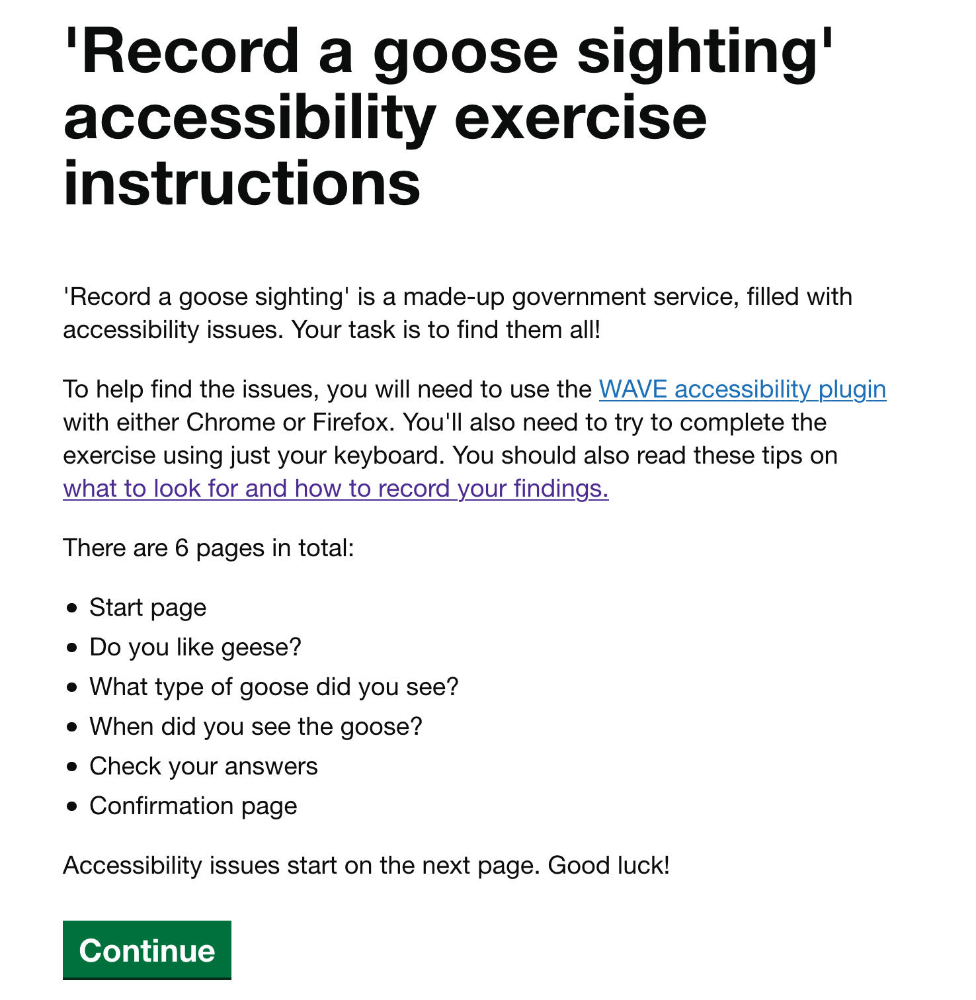 'Record a goose sighting'
accessibility exercise
instructions
'Record a goose sighting' is a made-up government service, filled with
accessibility issues. Your task is to find them all!
To help find the issues, you will need to use the WAVE accessibility plugin
with either Chrome or Firefox. You'll also need to try to complete the
exercise using just your keyboard. You should also read these tips on
what to look for and how to record your findings.
There are 6 pages in total:
• Start page
• Do you like geese?
• What type of goose did you see?
• When did you see the goose?
• Check your answers
• Confirmation page
Accessibility issues start on the next page. Good luck!
Continue